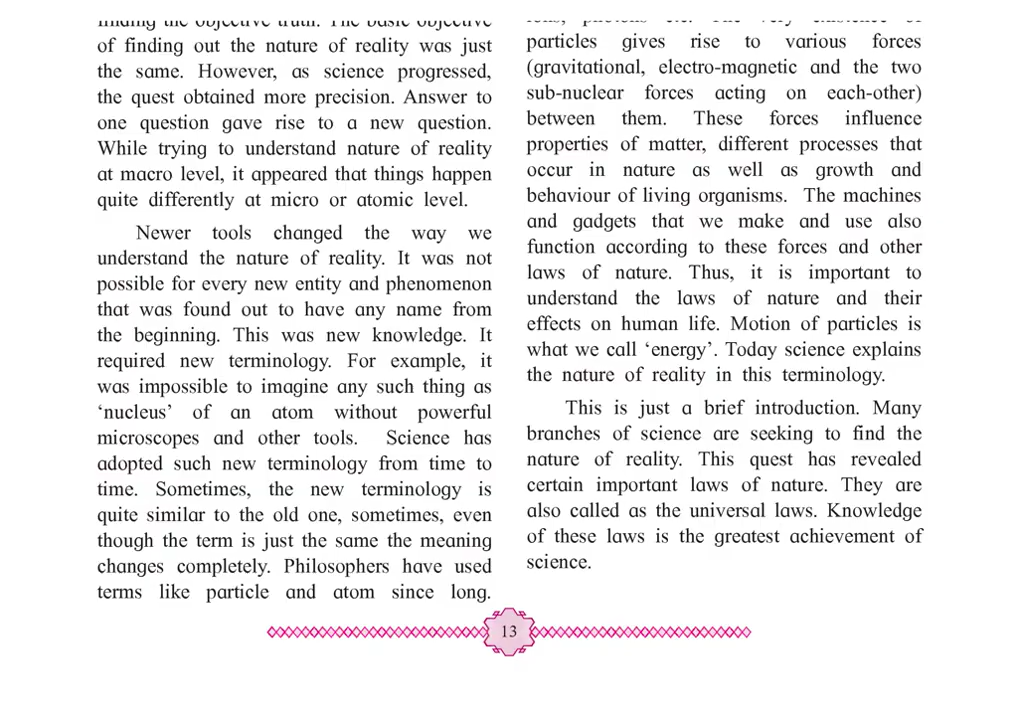 finding the objective truth. The basic objective
of finding out the nature of reality was just
the same. However, as science progressed,
the quest obtained more precision. Answer to
one question gave rise to a new question.
While trying to understand nature of reality
at macro level, it appeared that things happen
quite differently at micro or atomic level.
Newer tools changed the way we
understand the nature of reality. It was not
possible for every new entity and phenomenon
that was found out to have any name from
the beginning. This was new knowledge. It
required new terminology. For example, it
was impossible to imagine any such thing as
‘nucleus’ of an atom without powerful
microscopes and other tools. Science has
adopted such new terminology from time to
time. Sometimes, the new terminology is
quite similar to the old one, sometimes, even
though the term is just the same the meaning
changes completely. Philosophers have used
terms like particle and atom since long.
ions, photons etc. The very existence of
particles gives rise to various forces
(gravitational, electro-magnetic and the two
sub-nuclear forces acting on each-other)
between them. These forces influence
properties of matter, different processes that
occur in nature as well as growth and
behaviour of living organisms. The machines
and gadgets that we make and use also
function according to these forces and other
laws of nature. Thus, it is important to
understand the laws of nature and their
effects on human life. Motion of particles is
what we call ‘energy’. Today science explains
the nature of reality in this terminology.
This is just a brief introduction. Many
branches of science are seeking to find the
nature of reality. This quest has revealed
certain important laws of nature. They are
also called as the universal laws. Knowledge
of these laws is the greatest achievement of
science.
13